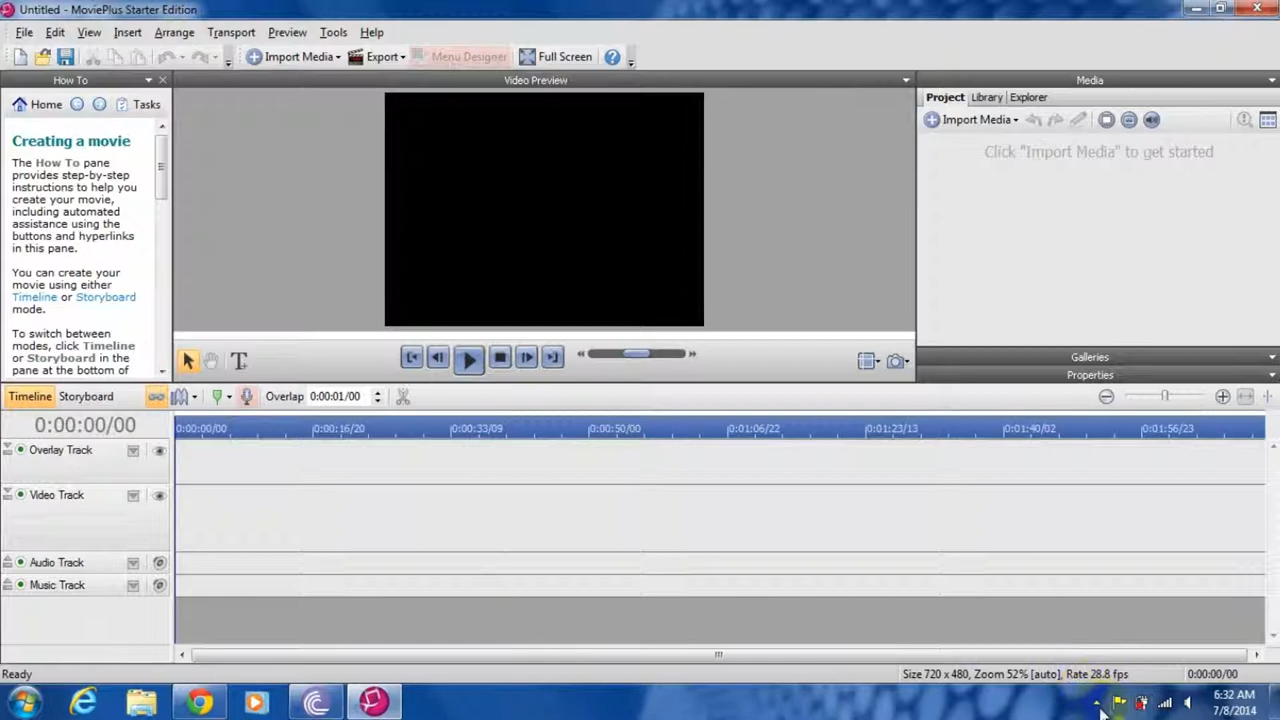 Untitled - MoviePlus Starter Edition
File Edit View Insert Arrange Transport Preview Tools Help
Import Media Export Menu Designer Full Screen
How To
Video Preview
Media
Home Tasks
Project Library Explorer
Import Media
Click "Import Media" to get started
Creating a movie
The How To pane
provides step-by-step
instructions to help you
create your movie,
including automated
assistance using the
buttons and hyperlinks
in this pane.
You can create your
movie using either
Timeline or Storyboard
mode.
To switch between
modes, click Timeline
or Storyboard in the
pane at the bottom of
T
Galleries
Properties
Timeline Storyboard Overlap 0:00:01/00
0:00:00/00
0:00:00/00 0:00:16/20 0:00:33/09 0:00:50/00 0:01:06/22 0:01:23/13 0:01:40/02 0:01:56/23
Overlay Track
Video Track
Audio Track
Music Track
Ready
Size 720 x 480, Zoom 52% [auto], Rate 28.8 fps
0:00:00/00
6:32 AM
7/8/2014